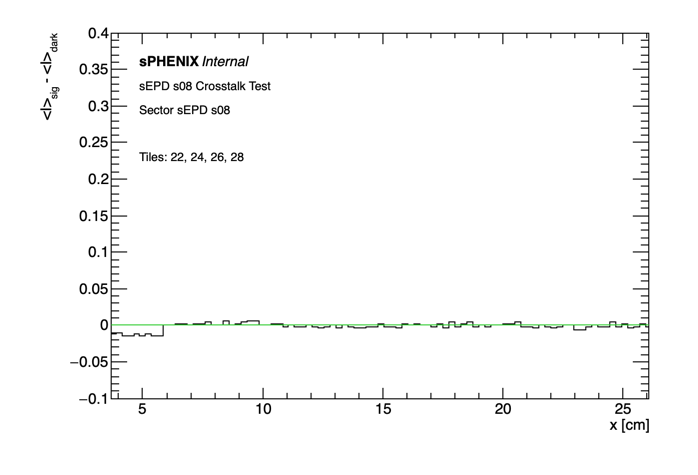 <I>sig - <I>dark
0.4
0.35
0.3
0.25
0.2
0.15
0.1
0.05
0
−0.05
−0.1
sPHENIX Internal
sEPD s08 Crosstalk Test
Sector sEPD s08
Tiles: 22, 24, 26, 28
5 10 15 20 25
x [cm]